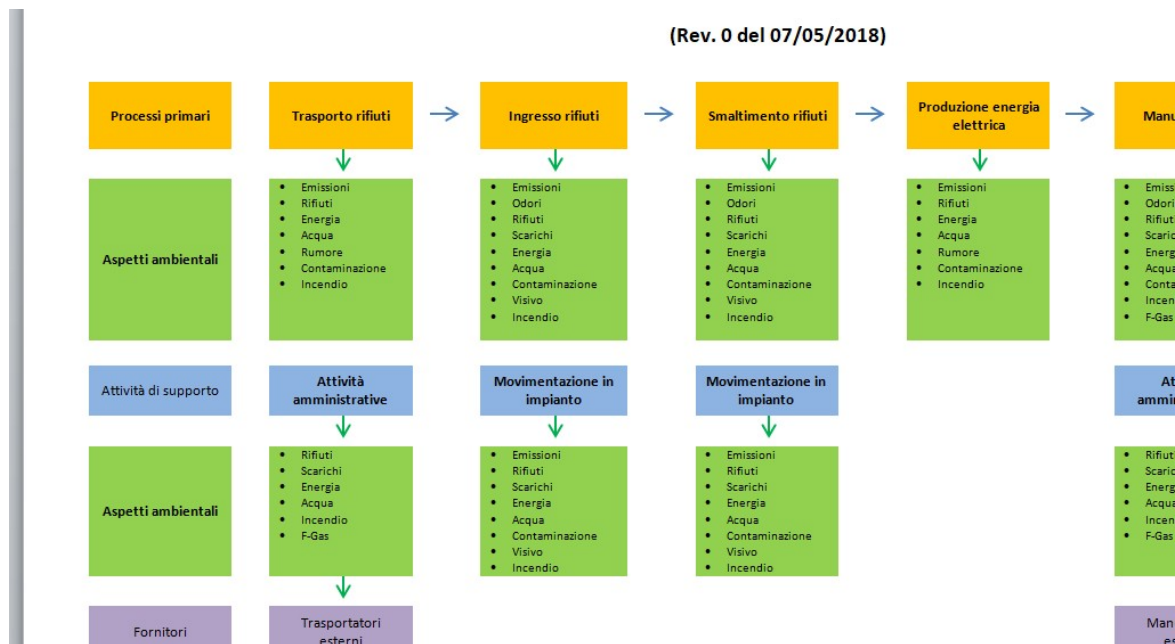 (Rev. 0 del 07/05/2018)
Processi primari
Trasporto rifiuti
Ingresso rifiuti
Smaltimento rifiuti
Produzione energia
elettrica
Aspetti ambientali
• Emissioni
• Rifiuti
• Energia
• Acqua
• Rumore
• Contaminazione
• Incendio
• Emissioni
• Odori
• Rifiuti
• Scarichi
• Energia
• Acqua
• Contaminazione
• Visivo
• Incendio
• Emissioni
• Odori
• Rifiuti
• Scarichi
• Energia
• Acqua
• Contaminazione
• Visivo
• Incendio
• Emissioni
• Rifiuti
• Energia
• Acqua
• Rumore
• Contaminazione
• Incendio
• F-Gas
Attività di supporto
Attività
amministrative
Movimentazione in
impianto
Movimentazione in
impianto
Aspetti ambientali
• Rifiuti
• Scarichi
• Energia
• Acqua
• Incendio
• F-Gas
• Emissioni
• Rifiuti
• Scarichi
• Energia
• Acqua
• Contaminazione
• Visivo
• Incendio
• Emissioni
• Rifiuti
• Scarichi
• Energia
• Acqua
• Contaminazione
• Visivo
• Incendio
• F-Gas
Fornitori
Trasportatori
esterni